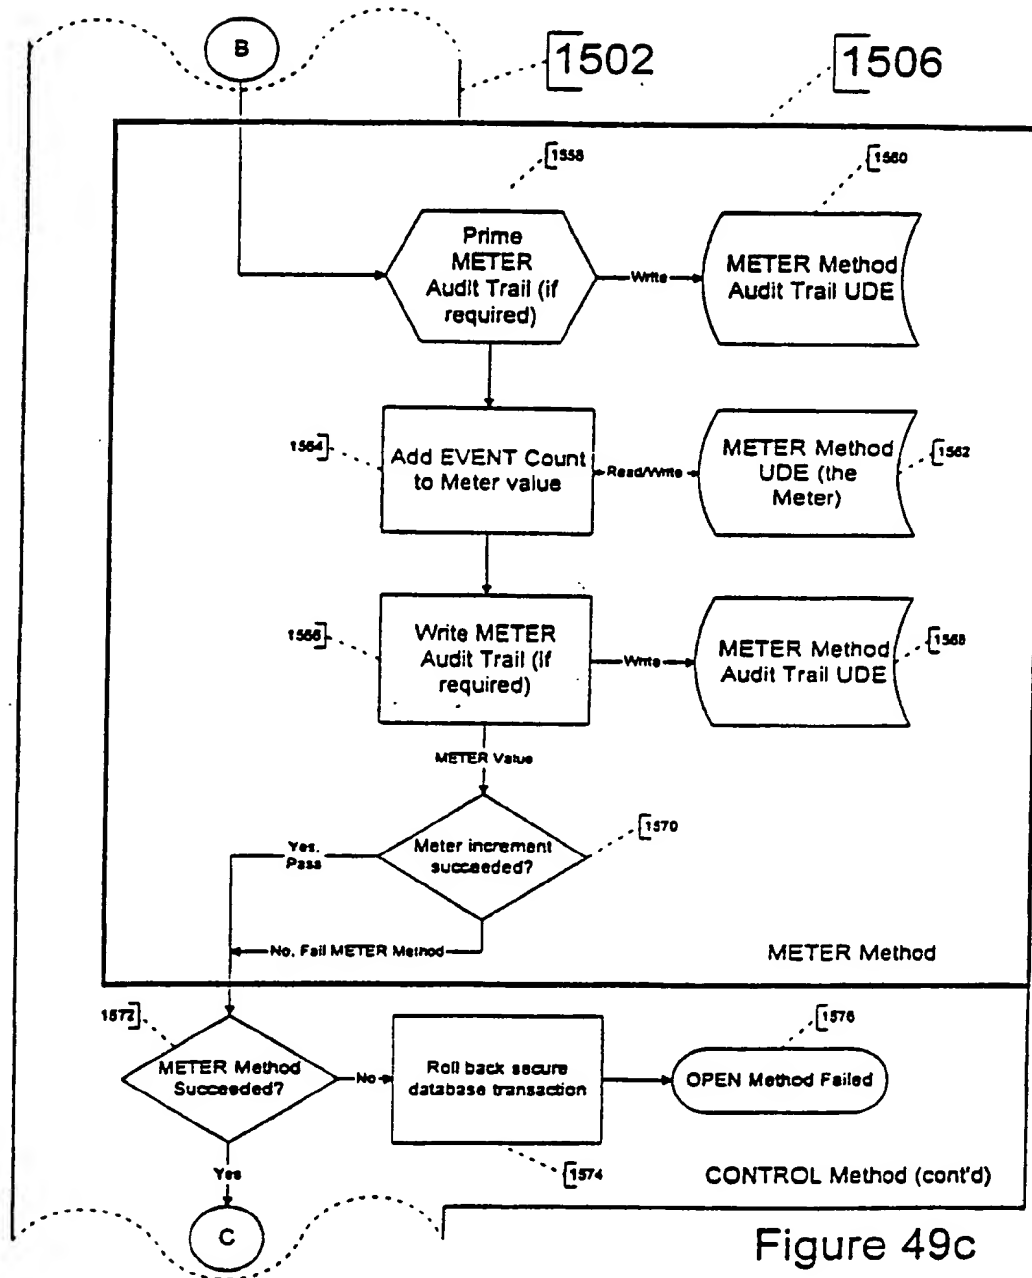 B
1502
1506
1558
1560
Prime
METER
Audit Trail (if
required)
Write
METER Method
Audit Trail UDE
1564
Add EVENT Count
to Meter value
Read/Write
METER Method
UDE (the
Meter)
1562
1566
Write METER
Audit Trail (if
required)
Write
METER Method
Audit Trail UDE
1568
METER Value
Meter increment
succeeded?
1570
Yes,
Pass
No, Fail METER Method
METER Method
1572
METER Method
Succeeded?
No
Roll back secure
database transaction
1576
OPEN Method Failed
Yes
1574
CONTROL Method (cont'd)
C
Figure 49c